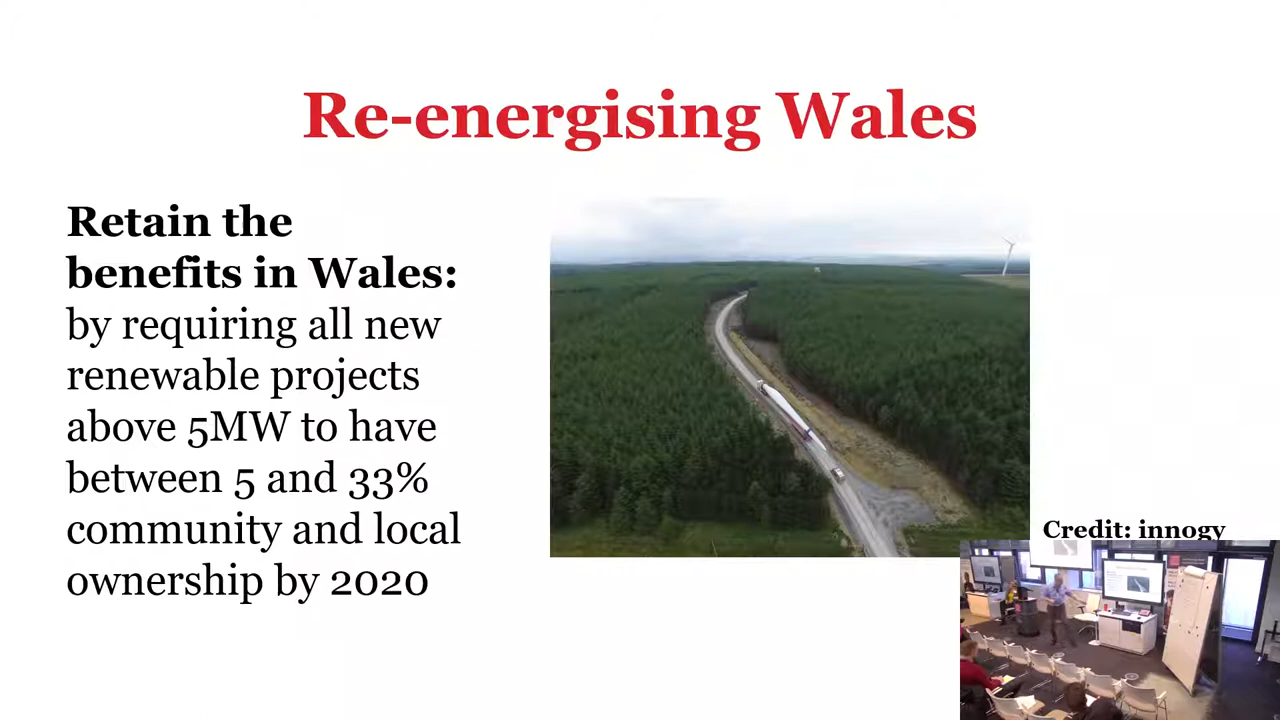 Re-energising Wales
Retain the
benefits in Wales:
by requiring all new
renewable projects
above 5MW to have
between 5 and 33%
community and local
ownership by 2020
Credit: innogy